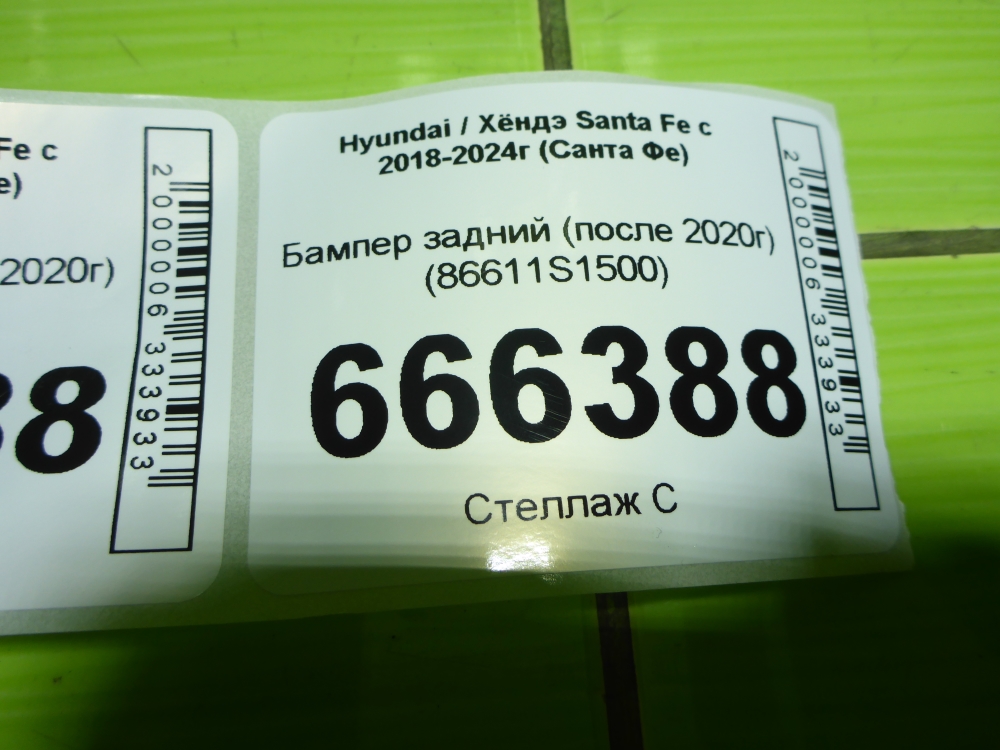 Fe с
е)
2020г)
88
2000006333933
Hyundai / Хёндэ Santa Fe с
2018-2024г (Санта Фе)
Бампер задний (после 2020г)
(86611S1500)
666388
Стеллаж С
2000006333933